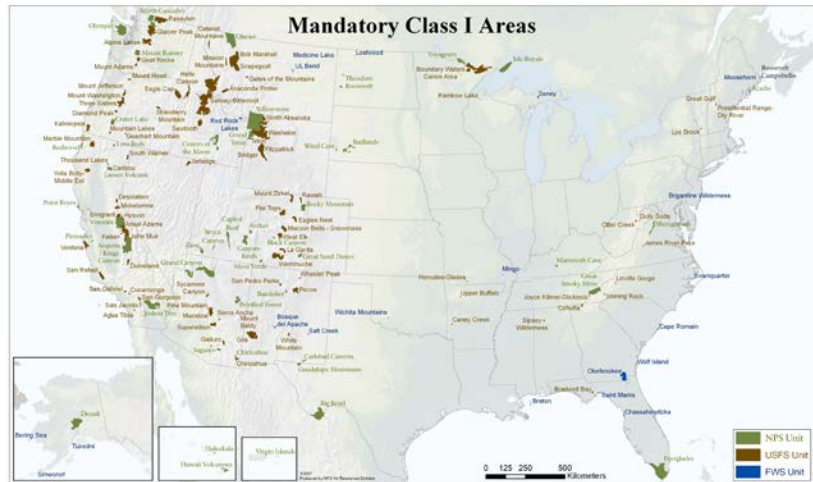 Mandatory Class I Areas
North Cascades
Pasayten
Olympic
Glacier Peak
Alpine Lakes
Cabinet
Mountains
Glacier
Mount Rainier
Goat Rocks
Mount Adams
Mission
Mountains
Bob Marshall
Scapegoat
Medicine Lake
Lostwood
UL Bend
Gates of the Mountains
Theodore
Roosevelt
Voyageurs
Isle Royale
Boundary Waters
Canoe Area
Rainbow Lake
Seney
Moosehorn
Roosevelt
Campobello
Acadia
Great Gulf
Presidential Range-
Dry River
Lye Brook
Mount Hood
Hells
Canyon
Mount Jefferson
Mount Washington
Three Sisters
Eagle Cap
Anaconda Pintler
Selway-Bitterroot
Diamond Peak
Strawberry
Mountain
Sawtooth
Red Rock
Lakes
Yellowstone
North Absaroka
Washakie
Teton
Fitzpatrick
Bridger
Grand
Teton
Kalmiopsis
Crater Lake
Mountain Lakes
Gearhart Mountain
Craters of
the Moon
Wind Cave
Badlands
Marble Mountain
Redwood
Lava Beds
South Warner
Jarbidge
Thousand Lakes
Caribou
Lassen Volcanic
Yolla Bolly-
Middle Eel
Desolation
Mokelumne
Point Reyes
Emigrant
Hoover
Yosemite
Ansel Adams
Kaiser
John Muir
Pinnacles
Sequoia
Kings
Canyon
Ventana
Domeland
San Rafael
San Gabriel
Cucamonga
San Gorgonio
San Jacinto
Agua Tibia
Joshua Tree
Mount Zirkel
Rawah
Rocky Mountain
Flat Tops
Eagles Nest
Maroon Bells - Snowmass
West Elk
Black Canyon
La Garita
Great Sand Dunes
Weminuche
Mesa Verde
Capitol
Reef
Arches
Bryce
Canyon
Canyon-
lands
Zion
Grand Canyon
Sycamore
Canyon
San Pedro Parks
Wheeler Peak
Pecos
Bandelier
Petrified Forest
Pine Mountain
Mazatzal
Sierra Ancha
Mount
Baldy
Superstition
Gila
Bosque
del Apache
Salt Creek
White
Mountain
Galiuro
Saguaro
Chiricahua
Chiricahua
Carlsbad Caverns
Guadalupe Mountains
Wichita Mountains
Big Bend
Hercules-Glades
Upper Buffalo
Caney Creek
Mingo
Mammoth Cave
Great
Smoky Mtns
Joyce Kilmer-Slickrock
Cohutta
Sipsey
Wilderness
Linville Gorge
Shining Rock
Otter Creek
Dolly Sods
Shenandoah
James River Face
Brigantine Wilderness
Swanquarter
Cape Romain
Wolf Island
Okefenokee
Saint Marks
Bradwell Bay
Breton
Chassahowitzka
Everglades
Denali
Bering Sea
Tuxedni
Simeonof
Haleakala
Hawaii Volcanoes
Virgin Islands
0 125 250 500
Kilometers
NPS Unit
USFS Unit
FWS Unit